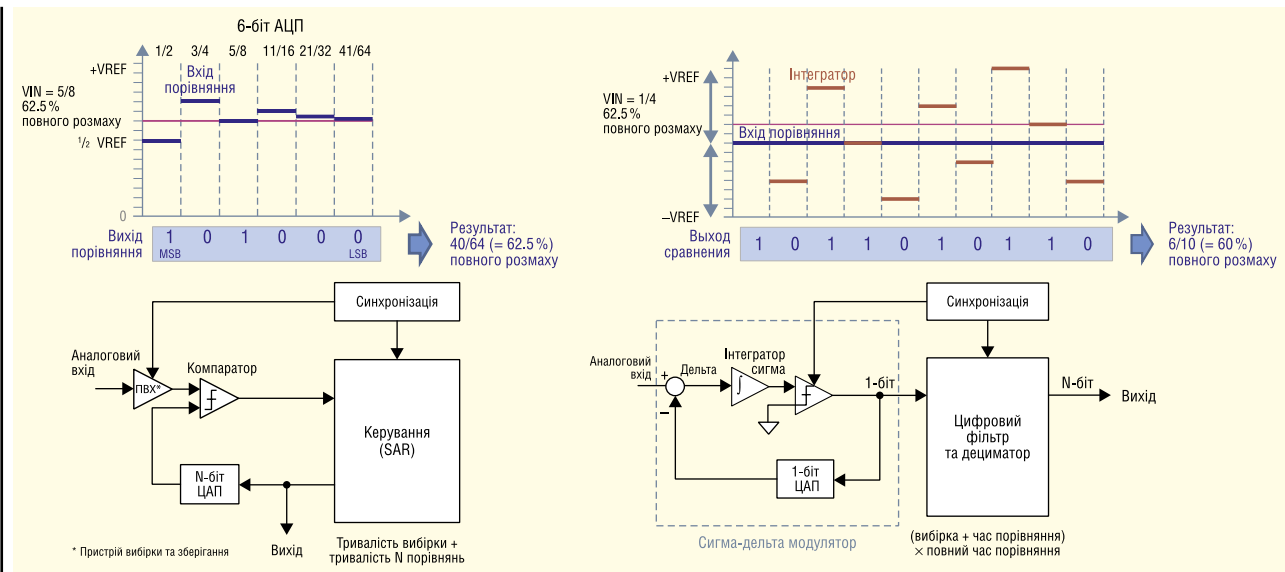 6-біт АЦП
1/2 3/4 5/8 11/16 21/32 41/64
+VREF
Вхід
порівняння
VIN = 5/8
62.5 %
повного розмаху
1/2 VREF
0
Вихід
порівняння
1 0 1 0 0 0
MSB LSB
Результат:
40/64 (= 62.5 %)
повного розмаху
Синхронізація
Аналоговий
вхід
ПВХ*
Компаратор
Керування
(SAR)
N-біт
ЦАП
Вихід
* Пристрій вибірки та зберігання
Тривалість вибірки +
тривалість N порівнянь
+VREF
Інтегратор
VIN = 1/4
62.5 %
повного розмаху
Вхід порівняння
–VREF
Выход
сравнения
1 0 1 1 0 1 0 1 1 0
Результат:
6/10 (= 60 %)
повного розмаху
Синхронізація
Аналоговий
вхід
+
–
Дельта
Інтегратор
сигма
∫
1-біт
1-біт
ЦАП
Сигма-дельта модулятор
Цифровий
фільтр
та дециматор
N-біт
Вихід
(вибірка + час порівняння)
× повний час порівняння